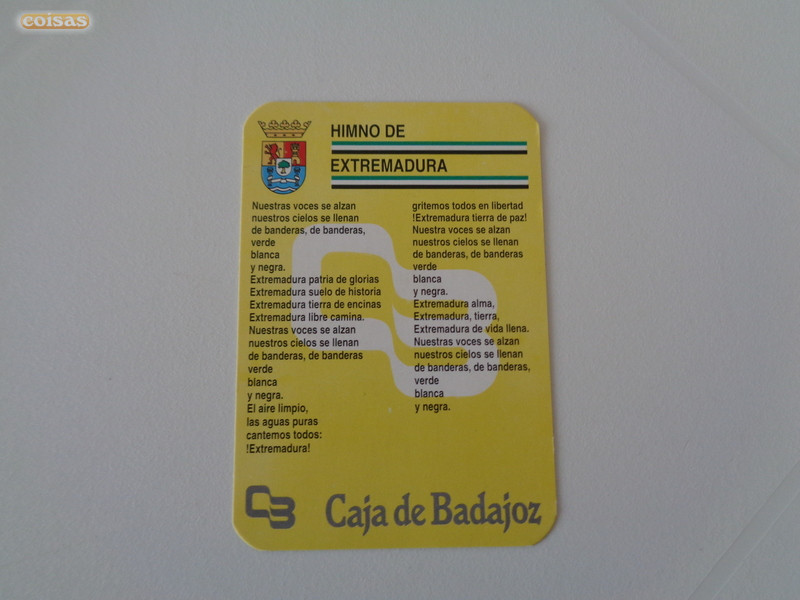 coisas
HIMNO DE
EXTREMADURA
Nuestras voces se alzan
nuestros cielos se llenan
de banderas, de banderas,
verde
blanca
y negra.
Extremadura patria de glorias
Extremadura suelo de historia
Extremadura tierra de encinas
Extremadura libre camina.
Nuestras voces se alzan
nuestros cielos se llenan
de banderas, de banderas
verde
blanca
y negra.
El aire limpio,
las aguas puras
cantemos todos:
!Extremadura!
gritemos todos en libertad
!Extremadura tierra de paz!
Nuestra voces se alzan
nuestros cielos se llenan
de banderas, de banderas
verde
blanca
y negra.
Extremadura alma,
Extremadura, tierra,
Extremadura de vida llena.
Nuestras voces se alzan
nuestros cielos se llenan
de banderas, de banderas,
verde
blanca
y negra.
CB Caja de Badajoz